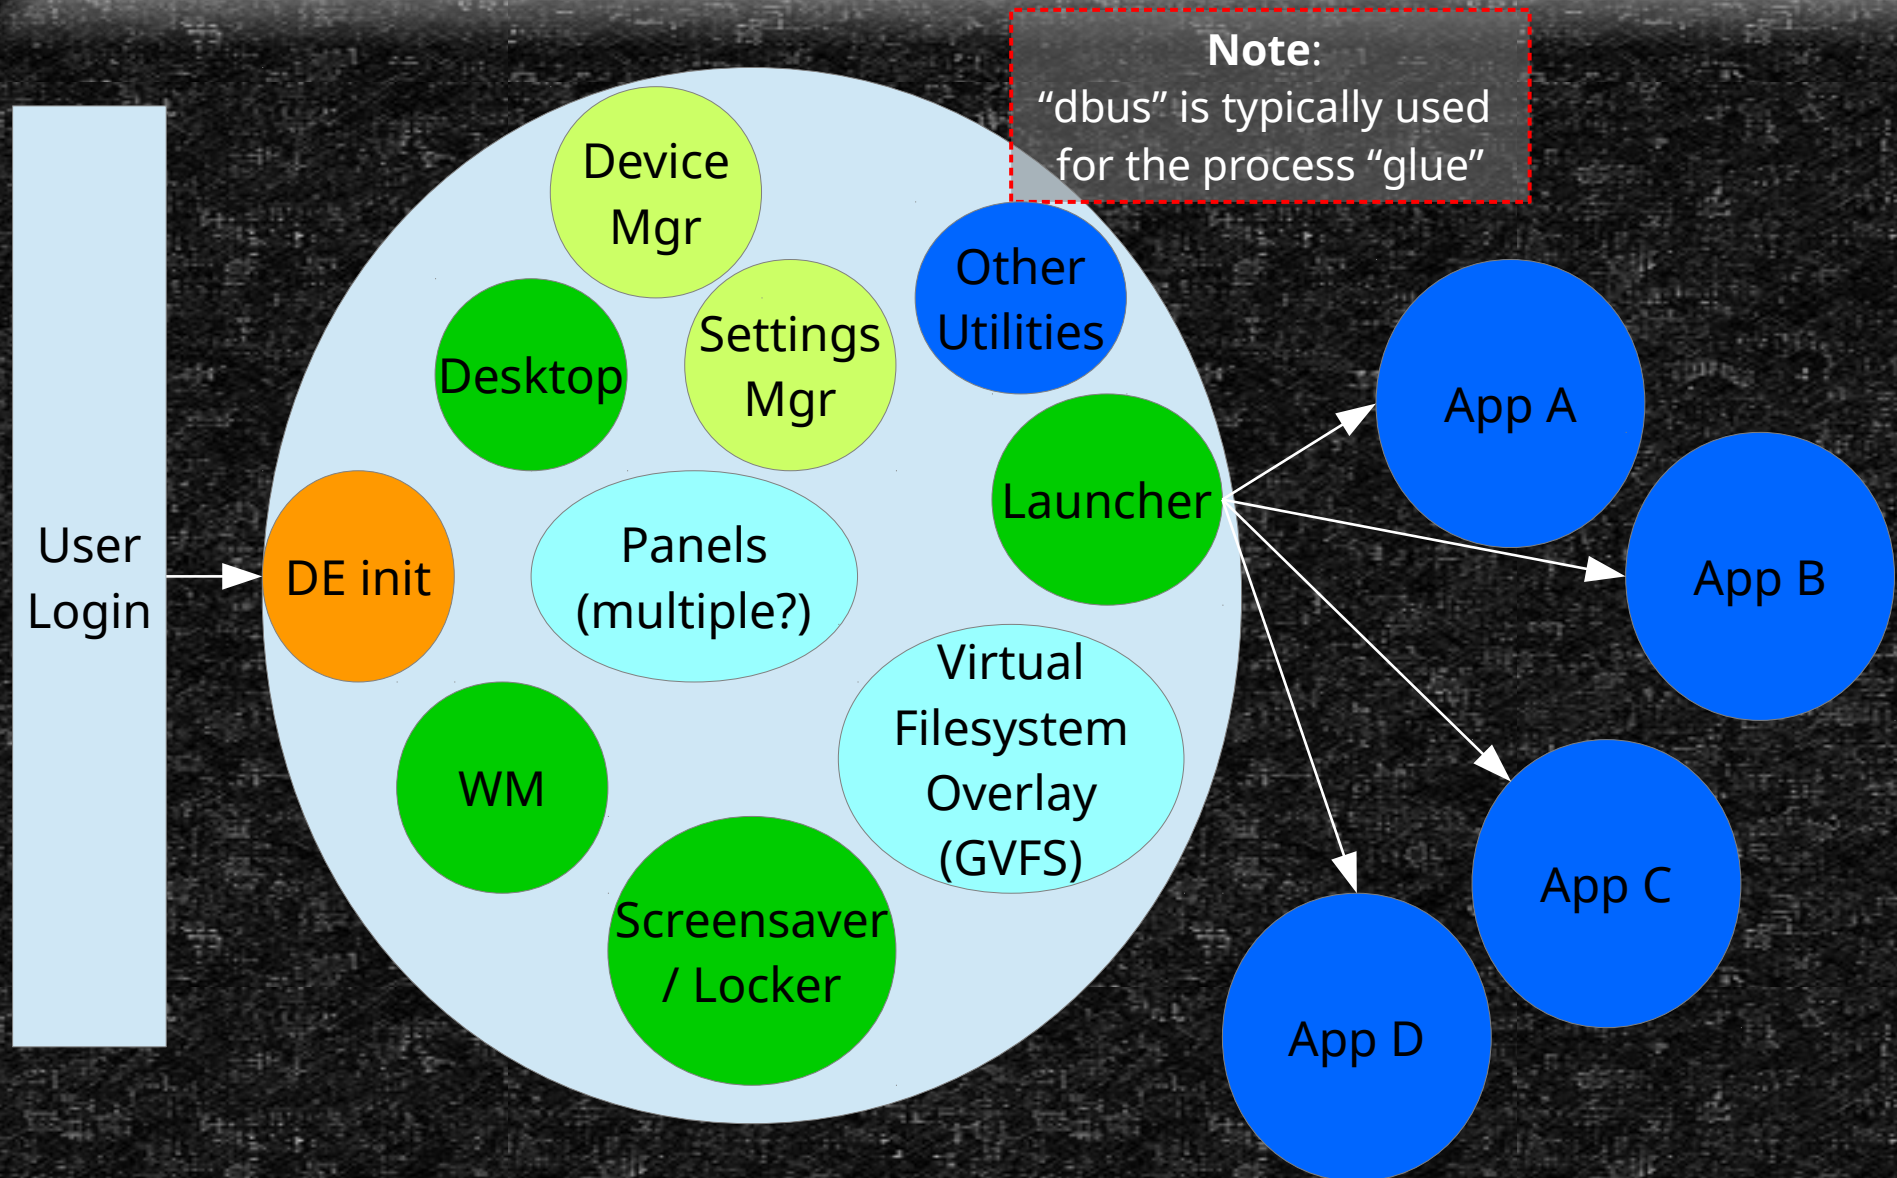 Note:
“dbus” is typically used
for the process “glue”
Device
Mgr
Other
Utilities
Desktop
Settings
Mgr
App A
Launcher
User
Login
DE init
Panels
(multiple?)
App B
Virtual
Filesystem
Overlay
(GVFS)
WM
Screensaver
/ Locker
App C
App D